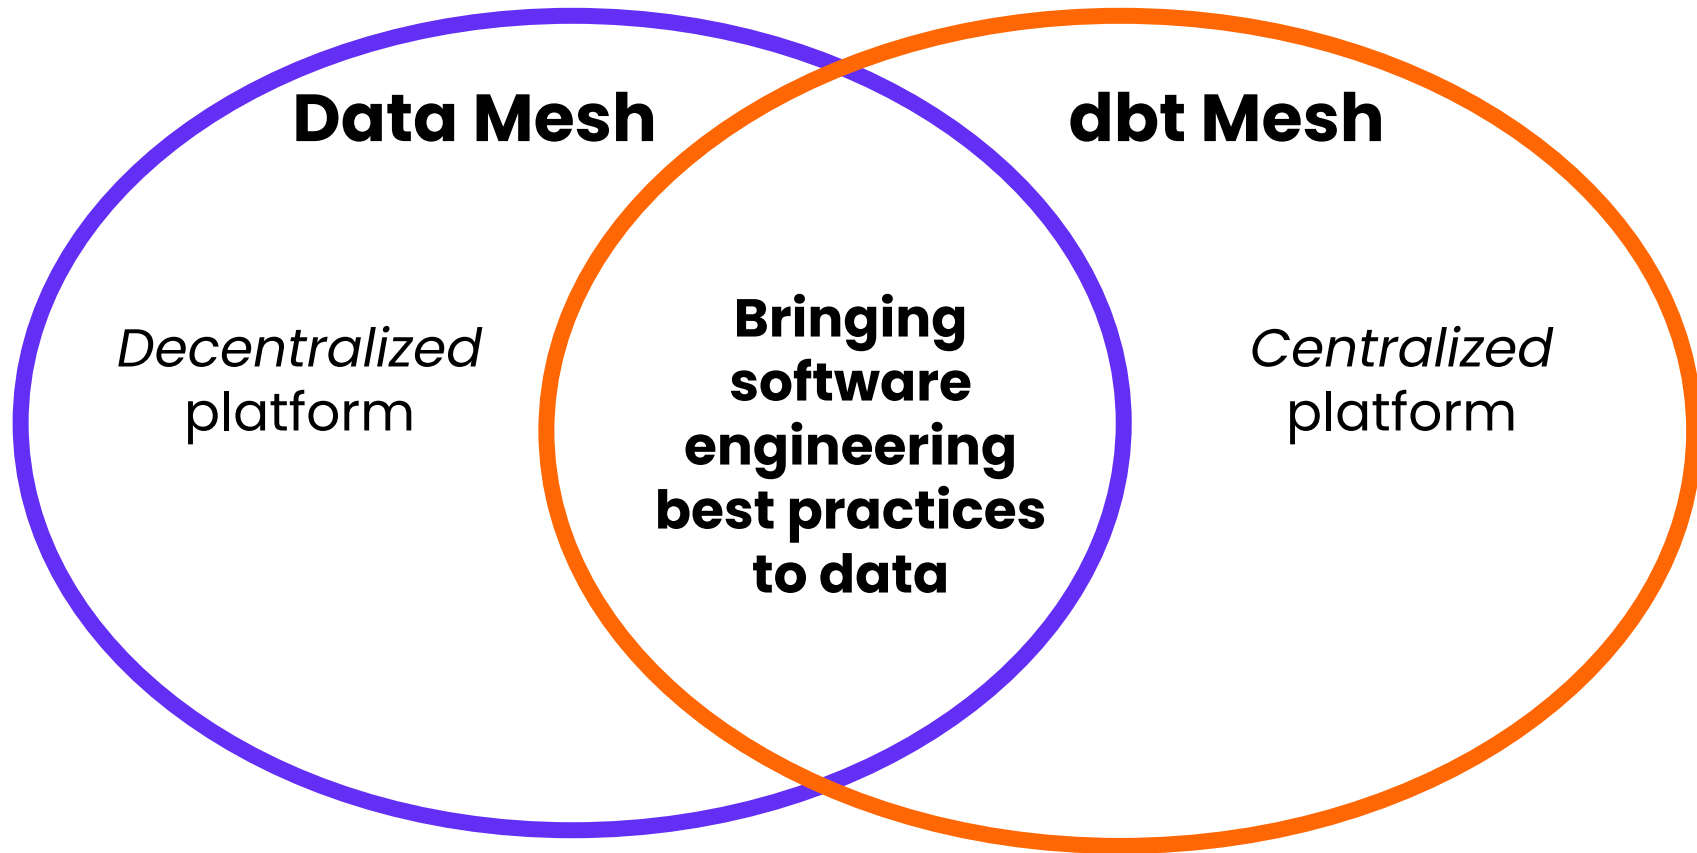 Data Mesh
dbt Mesh
Decentralized
platform
Bringing
software
engineering
best practices
to data
Centralized
platform